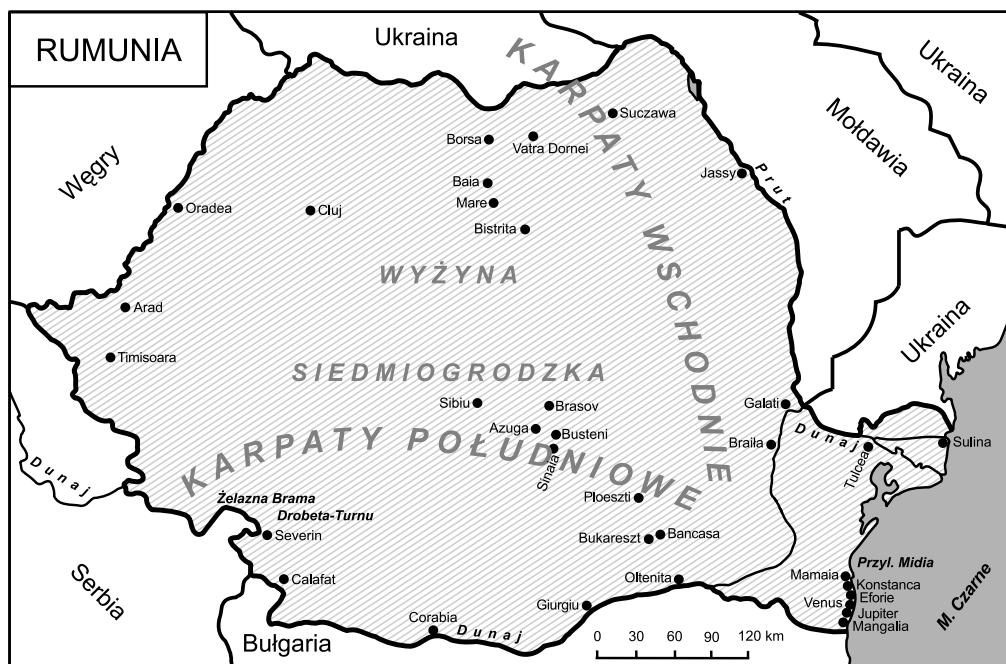 RUMUNIA
Ukraina
Ukraina
KARPATY WSCHODNIE
Suczawa
Mołdawia
Borsa
Vatra Dornei
Węgry
Jassy
Prut
Baia
Mare
Oradea
Cluj
Bistrita
WYŻYNA
Arad
Ukraina
Timisoara
SIEDMIOGRODZKA
Sibiu
Brasov
Galati
Azuga
Busteni
Dunaj
Braiła
Sulina
KARPATY POŁUDNIOWE
Sinaia
Tulcea
Dunaj
Żelazna Brama
Ploeszti
Drobeta-Turnu
Severin
Bukareszt
Bancasa
Przyl. Midia
Calafat
Oltenita
Mamaia
Konstanca
Eforie
Serbia
Giurgiu
Venus
Jupiter
Mangalia
M. Czarne
Corabia
Dunaj
Bułgaria
0 30 60 90 120 km